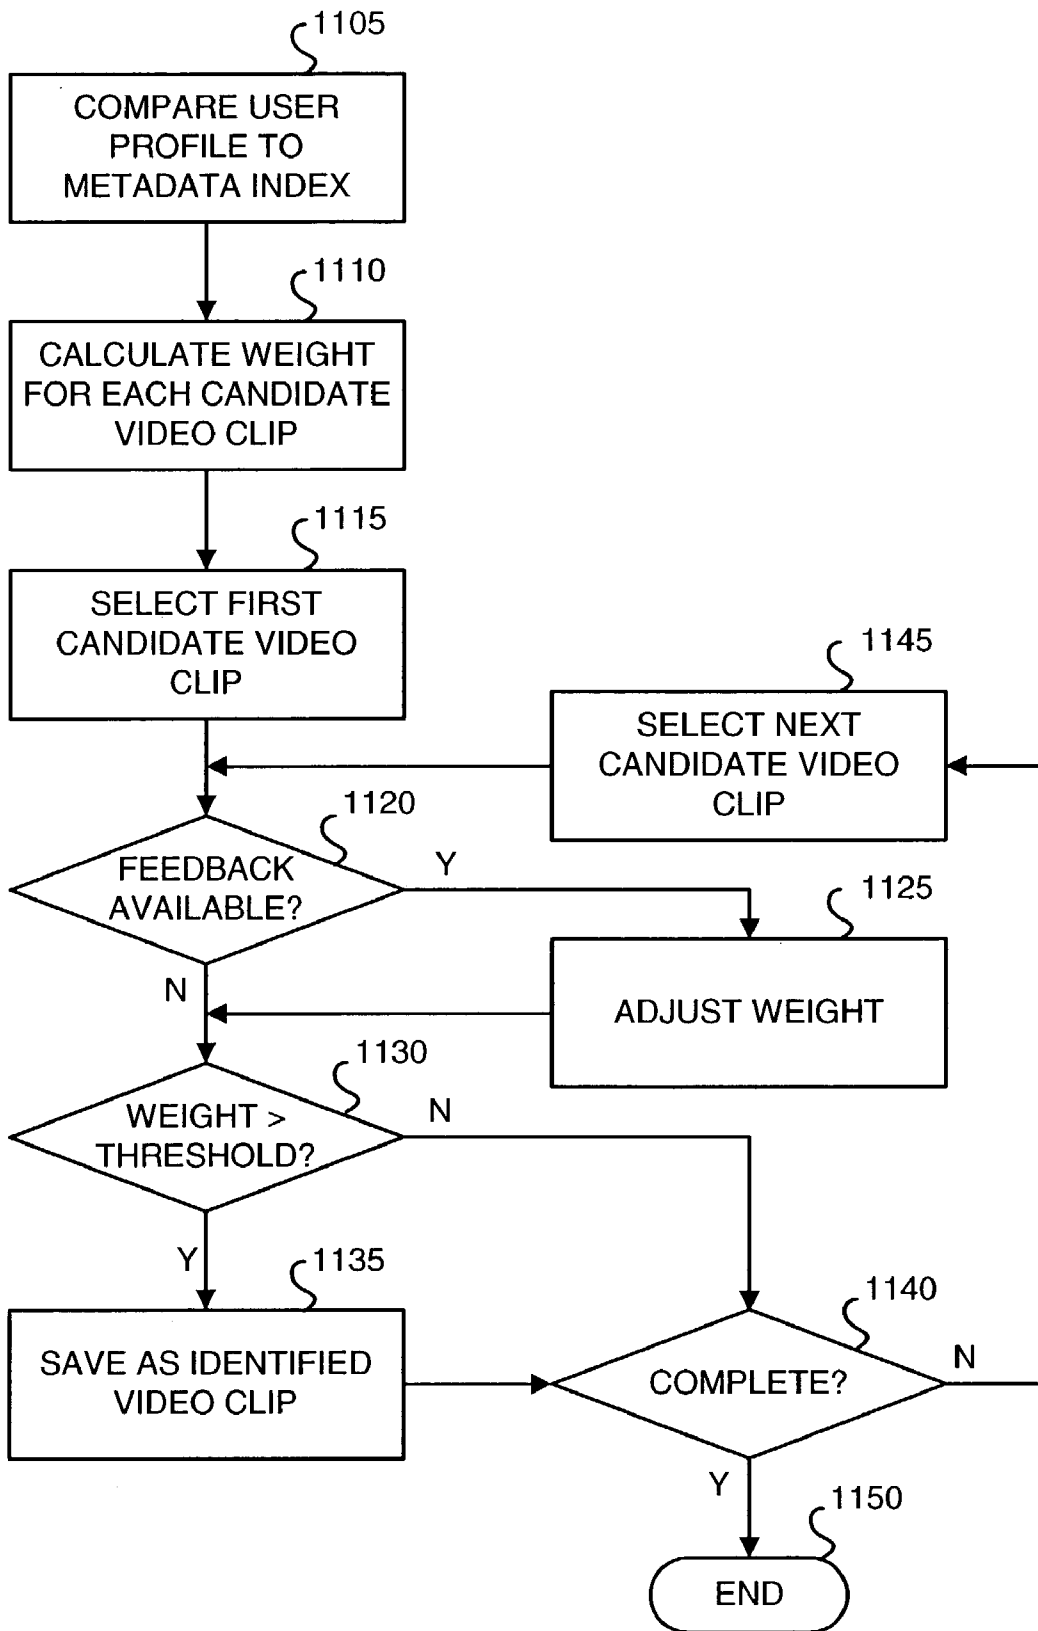 1105
COMPARE USER
PROFILE TO
METADATA INDEX
1110
CALCULATE WEIGHT
FOR EACH CANDIDATE
VIDEO CLIP
1115
SELECT FIRST
CANDIDATE VIDEO
CLIP
1145
SELECT NEXT
CANDIDATE VIDEO
CLIP
1120
FEEDBACK
AVAILABLE?
Y
N
1125
ADJUST WEIGHT
1130
WEIGHT >
THRESHOLD?
N
Y
1135
SAVE AS IDENTIFIED
VIDEO CLIP
1140
COMPLETE?
N
Y
1150
END